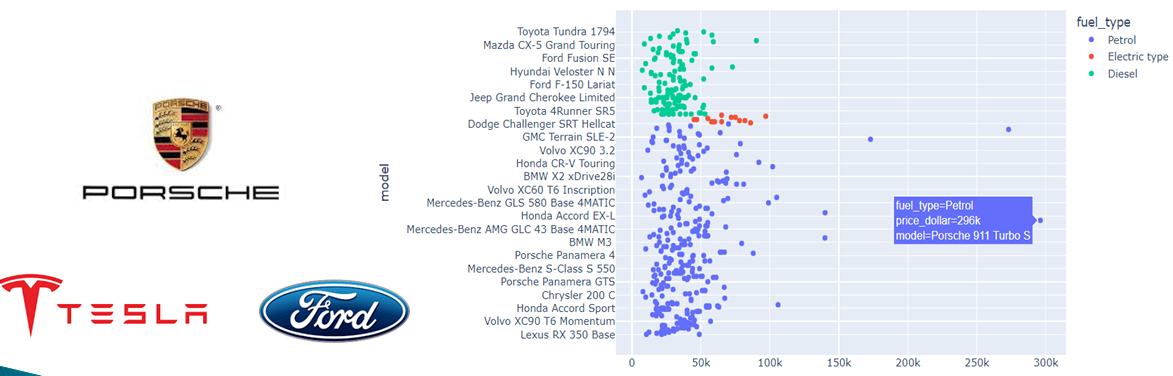 PORSCHE
®
PORSCHE
TESLA
Ford
model
Toyota Tundra 1794
Mazda CX-5 Grand Touring
Ford Fusion SE
Hyundai Veloster N N
Ford F-150 Lariat
Jeep Grand Cherokee Limited
Toyota 4Runner SR5
Dodge Challenger SRT Hellcat
GMC Terrain SLE-2
Volvo XC90 3.2
Honda CR-V Touring
BMW X2 xDrive28i
Volvo XC60 T6 Inscription
Mercedes-Benz GLS 580 Base 4MATIC
Honda Accord EX-L
Mercedes-Benz AMG GLC 43 Base 4MATIC
BMW M3
Porsche Panamera 4
Mercedes-Benz S-Class S 550
Porsche Panamera GTS
Chrysler 200 C
Honda Accord Sport
Volvo XC90 T6 Momentum
Lexus RX 350 Base
0 50k 100k 150k 200k 250k 300k
fuel_type=Petrol
price_dollar=296k
model=Porsche 911 Turbo S
fuel_type
Petrol
Electric type
Diesel